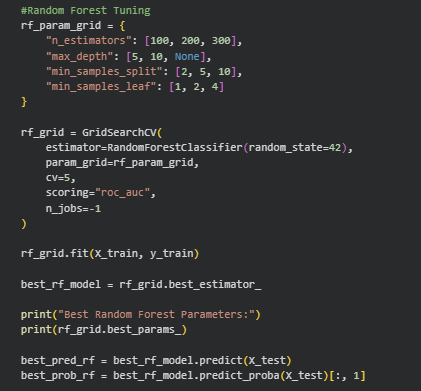 #Random Forest Tuning
rf_param_grid = {
    "n_estimators": [100, 200, 300],
    "max_depth": [5, 10, None],
    "min_samples_split": [2, 5, 10],
    "min_samples_leaf": [1, 2, 4]
}

rf_grid = GridSearchCV(
    estimator=RandomForestClassifier(random_state=42),
    param_grid=rf_param_grid,
    cv=5,
    scoring="roc_auc",
    n_jobs=-1
)

rf_grid.fit(X_train, y_train)

best_rf_model = rf_grid.best_estimator_

print("Best Random Forest Parameters:")
print(rf_grid.best_params_)

best_pred_rf = best_rf_model.predict(X_test)
best_prob_rf = best_rf_model.predict_proba(X_test)[:, 1]